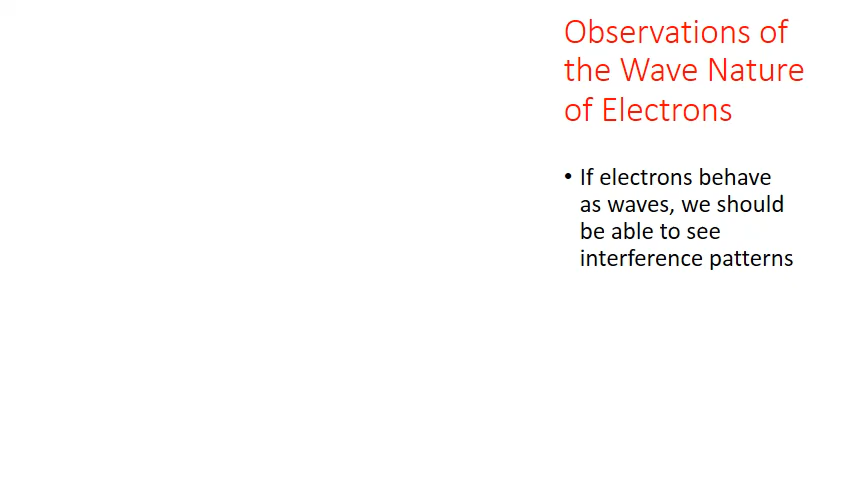 Observations of
the Wave Nature
of Electrons
• If electrons behave
as waves, we should
be able to see
interference patterns